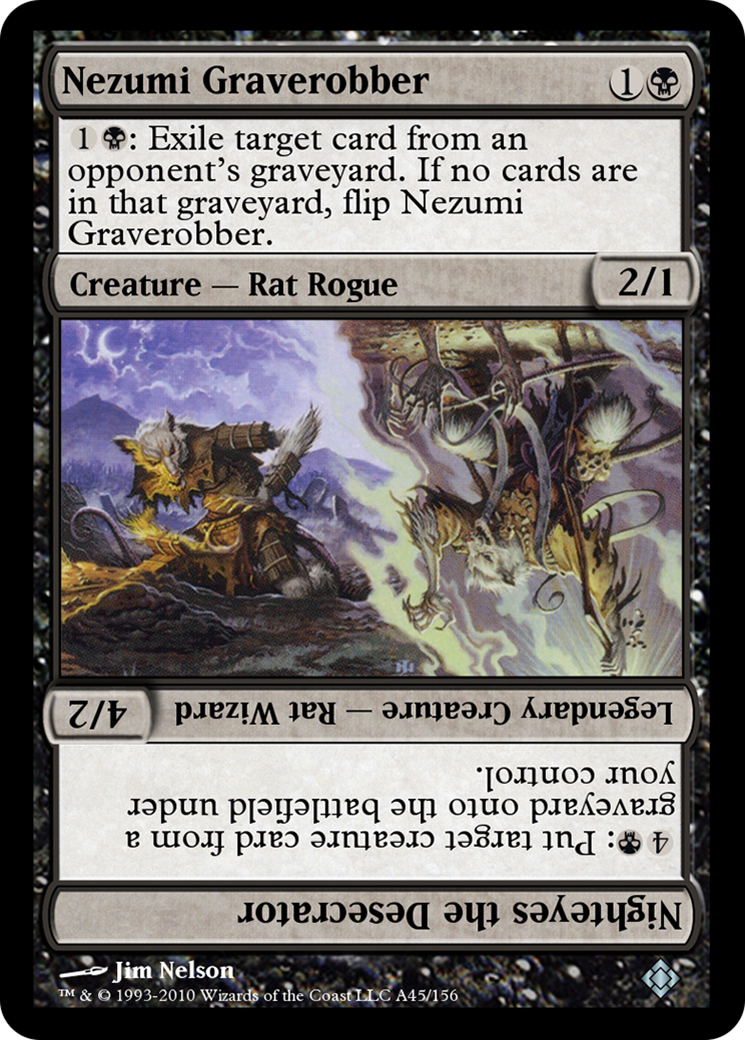 Nezumi Graverobber 1
1 : Exile target card from an
opponent's graveyard. If no cards are
in that graveyard, flip Nezumi
Graverobber.
Creature — Rat Rogue 2/1
Nighteyes the Desecrator
4 : Put target creature card from a
graveyard onto the battlefield under
your control.
Legendary Creature — Rat Wizard 4/2
Jim Nelson
™ & © 1993-2010 Wizards of the Coast LLC A45/156